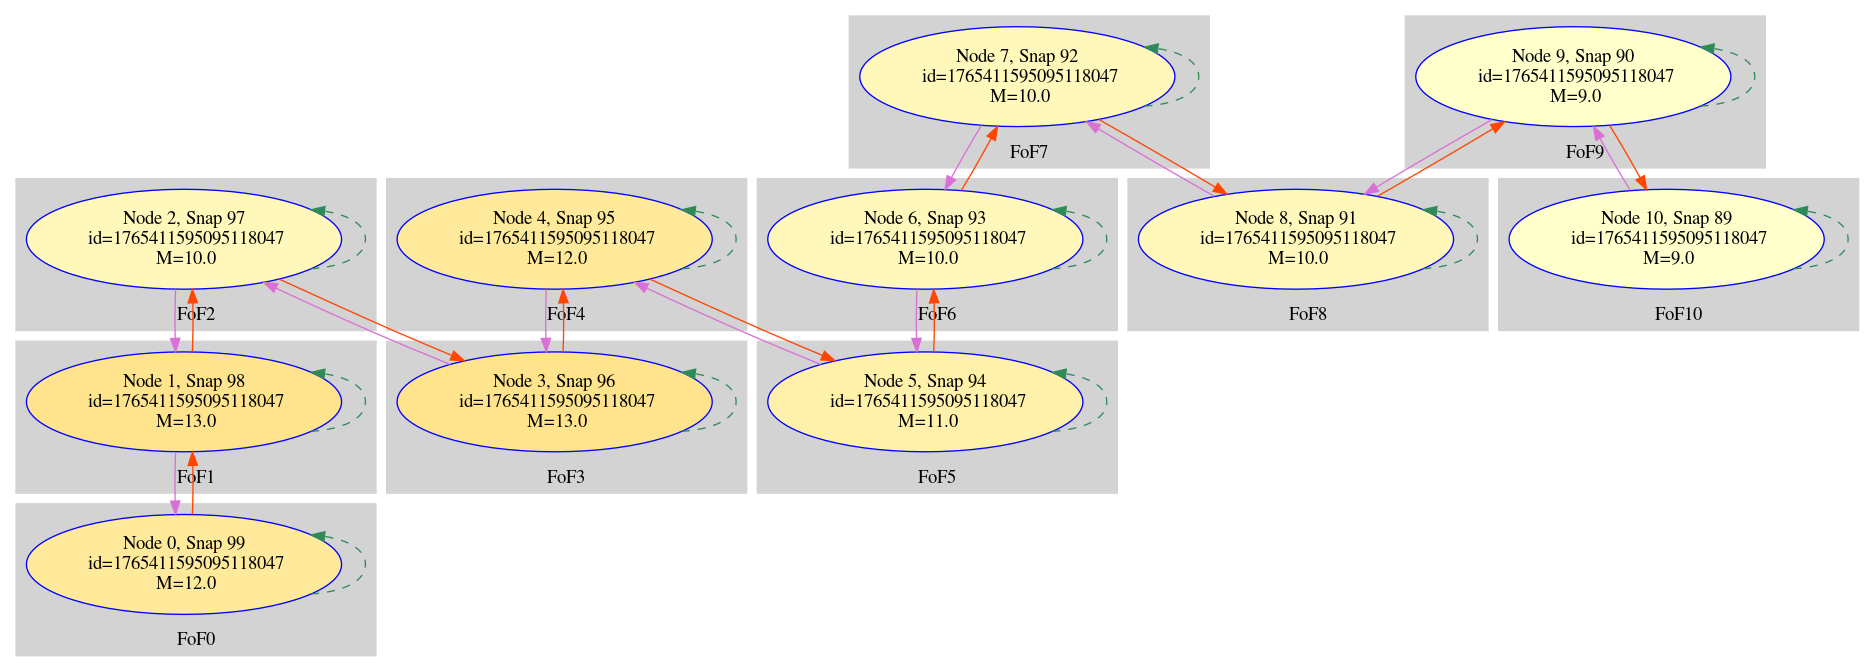 Node 7, Snap 92
id=1765411595095118047
M=10.0
FoF7
Node 9, Snap 90
id=1765411595095118047
M=9.0
FoF9
Node 2, Snap 97
id=1765411595095118047
M=10.0
FoF2
Node 4, Snap 95
id=1765411595095118047
M=12.0
FoF4
Node 6, Snap 93
id=1765411595095118047
M=10.0
FoF6
Node 8, Snap 91
id=1765411595095118047
M=10.0
FoF8
Node 10, Snap 89
id=1765411595095118047
M=9.0
FoF10
Node 1, Snap 98
id=1765411595095118047
M=13.0
FoF1
Node 3, Snap 96
id=1765411595095118047
M=13.0
FoF3
Node 5, Snap 94
id=1765411595095118047
M=11.0
FoF5
Node 0, Snap 99
id=1765411595095118047
M=12.0
FoF0